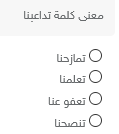 معنى كلمة تداعبنا
تمازحنا
تعلمنا
تعفو عنا
تنصحنا